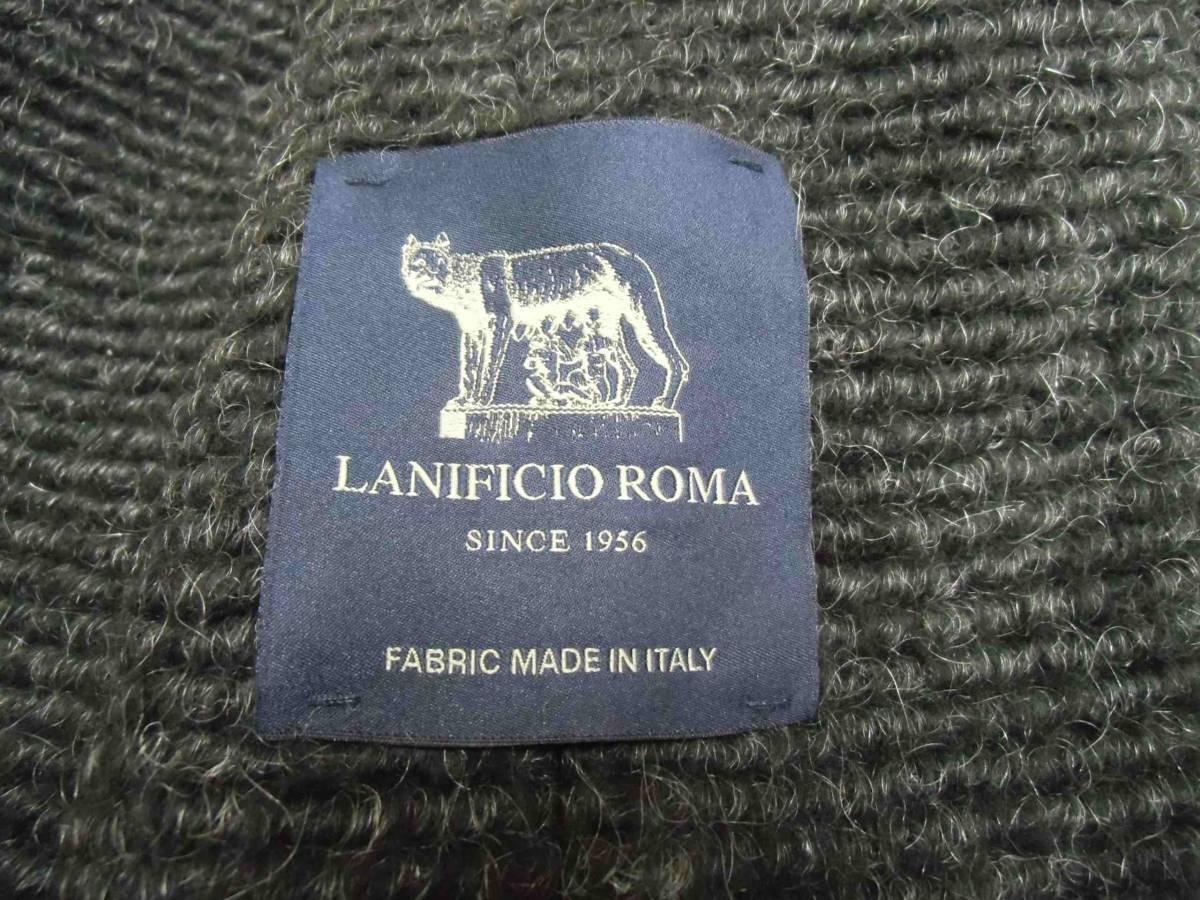 LANIFICIO ROMA
SINCE 1956
FABRIC MADE IN ITALY